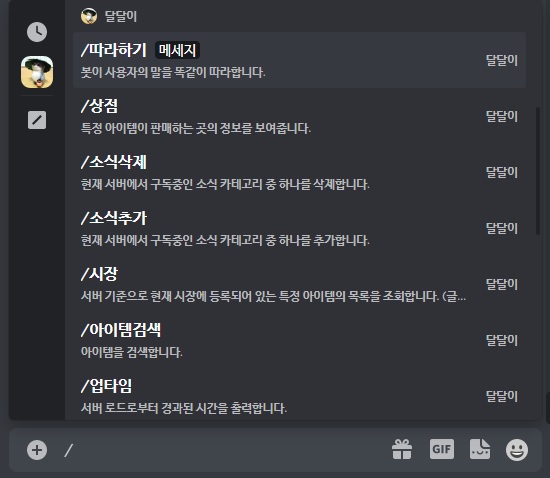 달달이
/따라하기 메세지
달달이
봇이 사용자의 말을 똑같이 따라합니다.
/상점
달달이
특정 아이템이 판매하는 곳의 정보를 보여줍니다.
/소식삭제
달달이
현재 서버에서 구독중인 소식 카테고리 중 하나를 삭제합니다.
/소식추가
달달이
현재 서버에서 구독중인 소식 카테고리 중 하나를 추가합니다.
/시장
달달이
서버 기준으로 현재 시장에 등록되어 있는 특정 아이템의 목록을 조회합니다. (글...
/아이템검색
달달이
아이템을 검색합니다.
/업타임
달달이
서버 로드로부터 경과된 시간을 출력합니다.
/
GIF